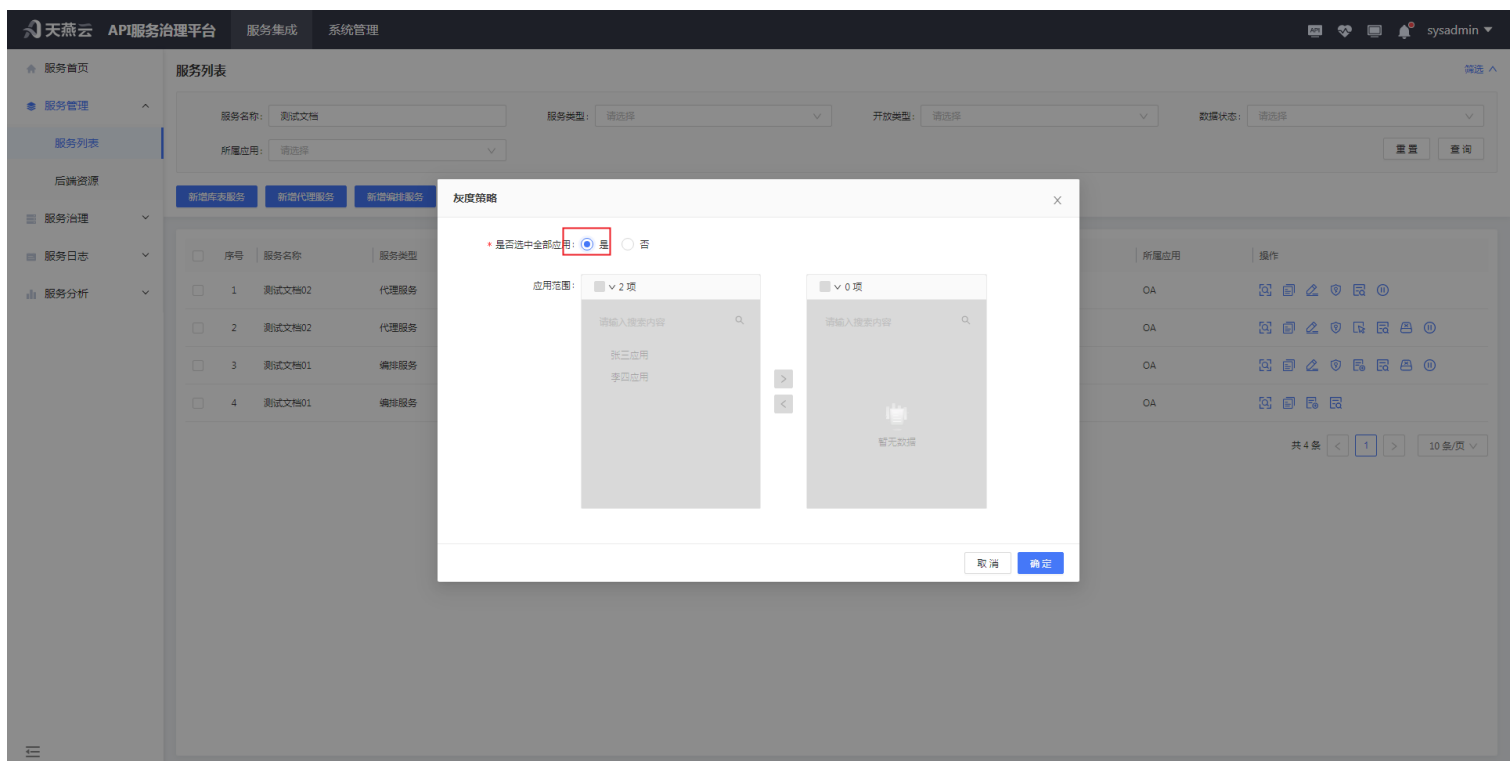 天燕云 API服务治理平台 服务集成 系统管理 API sysadmin
服务首页
服务管理
服务列表
后端资源
服务治理
服务日志
服务分析
服务列表 筛选
服务名称: 测试文档 服务类型: 请选择 开放类型: 请选择 数据状态: 请选择
所属应用: 请选择 重置 查询
新增库表服务 新增代理服务 新增编排服务
序号 服务名称 服务类型 所属应用 操作
1 测试文档02 代理服务 OA
2 测试文档02 代理服务 OA
3 测试文档01 编排服务 OA
4 测试文档01 编排服务 OA
共4条 < 1 > 10条/页
灰度策略
* 是否选中全部应用: 是 否
应用范围: 2项 0项
请输入搜索内容 请输入搜索内容
张三应用
李四应用
暂无数据
取消 确定